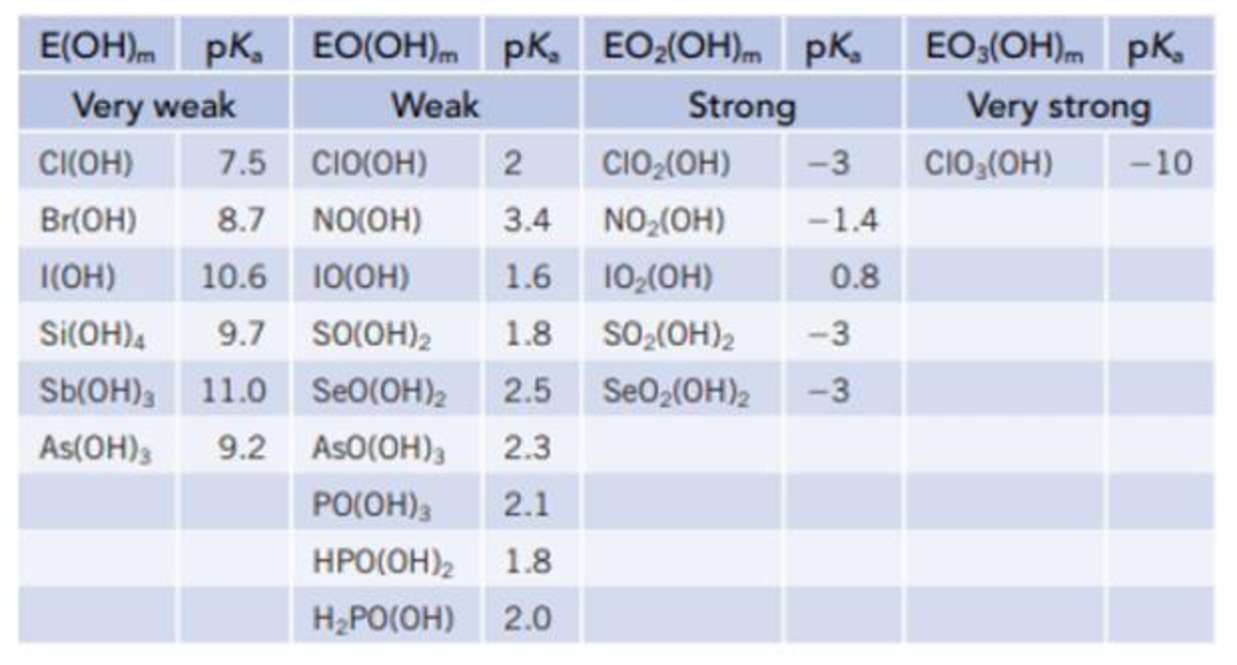 E(OH)ₘ pKₐ EO(OH)ₘ pKₐ EO₂(OH)ₘ pKₐ EO₃(OH)ₘ pKₐ
Very weak Weak Strong Very strong
Cl(OH) 7.5 ClO(OH) 2 ClO₂(OH) −3 ClO₃(OH) −10
Br(OH) 8.7 NO(OH) 3.4 NO₂(OH) −1.4
I(OH) 10.6 IO(OH) 1.6 IO₂(OH) 0.8
Si(OH)₄ 9.7 SO(OH)₂ 1.8 SO₂(OH)₂ −3
Sb(OH)₃ 11.0 SeO(OH)₂ 2.5 SeO₂(OH)₂ −3
As(OH)₃ 9.2 AsO(OH)₃ 2.3
PO(OH)₃ 2.1
HPO(OH)₂ 1.8
H₂PO(OH) 2.0